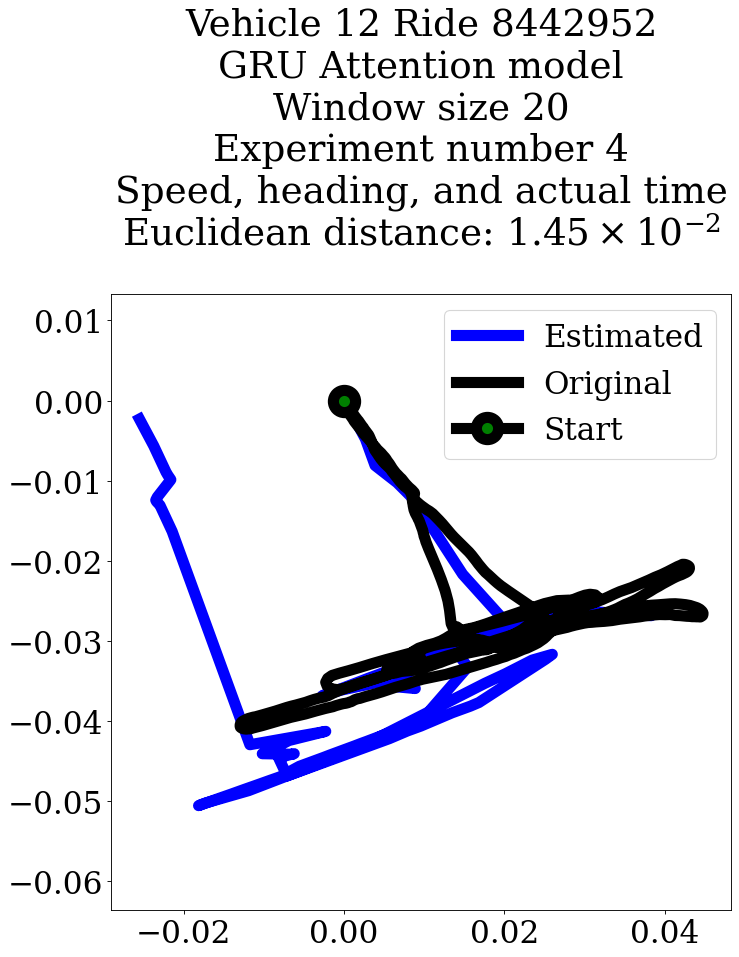 Vehicle 12 Ride 8442952
GRU Attention model
Window size 20
Experiment number 4
Speed, heading, and actual time
Euclidean distance: 1.45 × 10⁻²
Estimated
Original
Start
0.01
0.00
−0.01
−0.02
−0.03
−0.04
−0.05
−0.06
−0.02 0.00 0.02 0.04